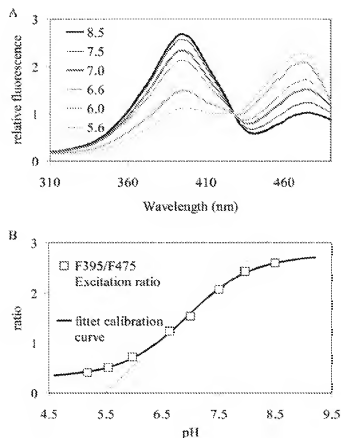 A
relative fluorescence
3
2
1
0
8.5
7.5
7.0
6.6
6.0
5.6
310 360 410 460
Wavelength (nm)
B
ratio
3
2
1
0
F395/F475
Excitation ratio
fittet calibration
curve
4.5 5.5 6.5 7.5 8.5 9.5
pH